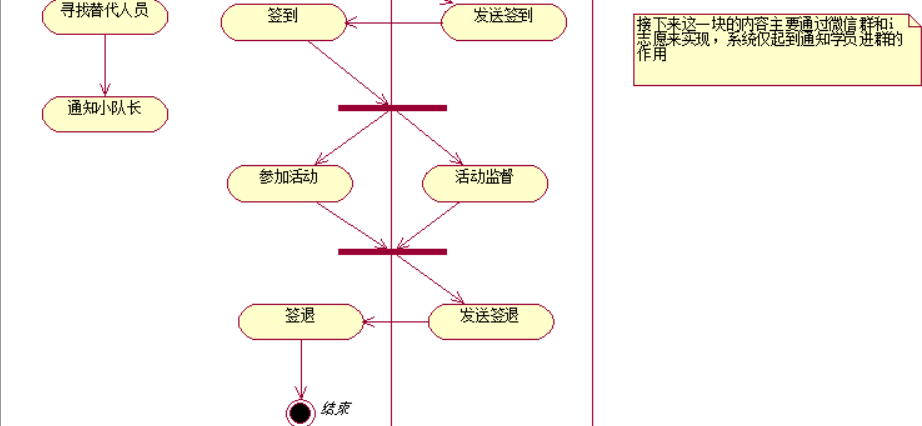 寻找替代人员
签到
发送签到
接下来这一块的内容主要通过微信群和i
志愿来实现，系统仅起到通知学员进群的
作用
通知小队长
参加活动
活动监督
签退
发送签退
结束